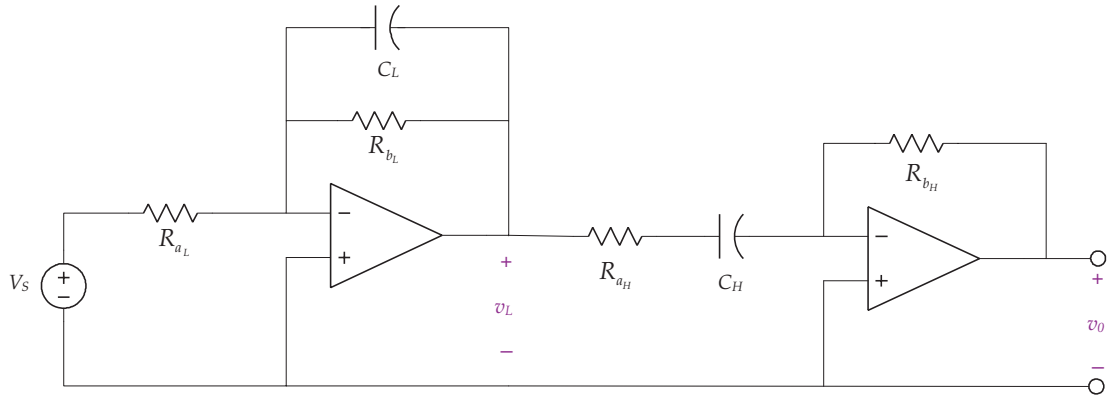 C_L
R_{b_L}
R_{b_H}
−
−
R_{a_L}
+
R_{a_H}
C_H
+
+
V_S
+
−
+
v_L
v_0
−
−